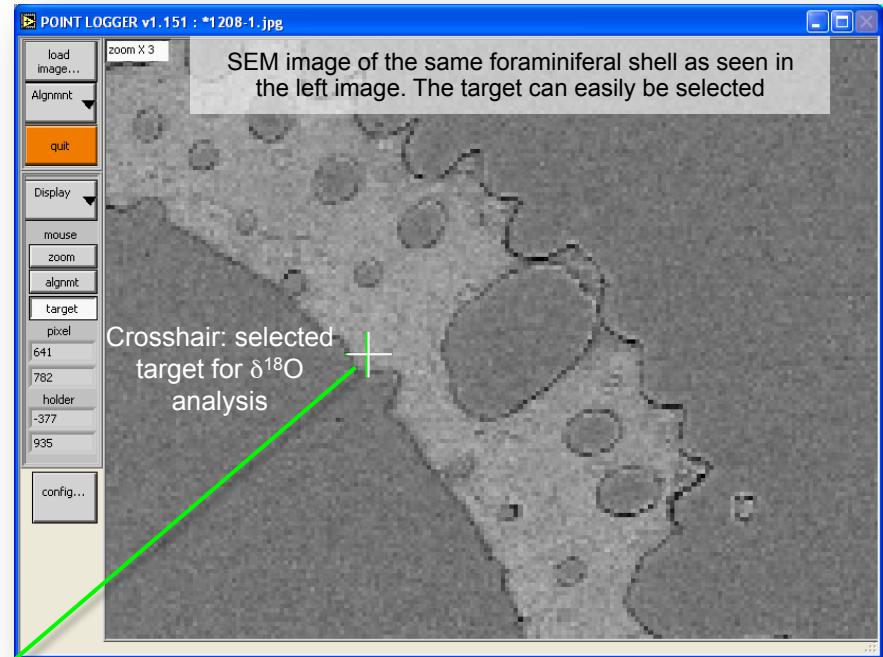 POINT LOGGER v1.151 : *1208-1.jpg
load
image...
Algnmnt
quit
Display
mouse
zoom
algnmt
target
pixel
641
782
holder
-377
935
config...
zoom X 3
SEM image of the same foraminiferal shell as seen in
the left image. The target can easily be selected
Crosshair: selected
target for δ¹⁸O
analysis